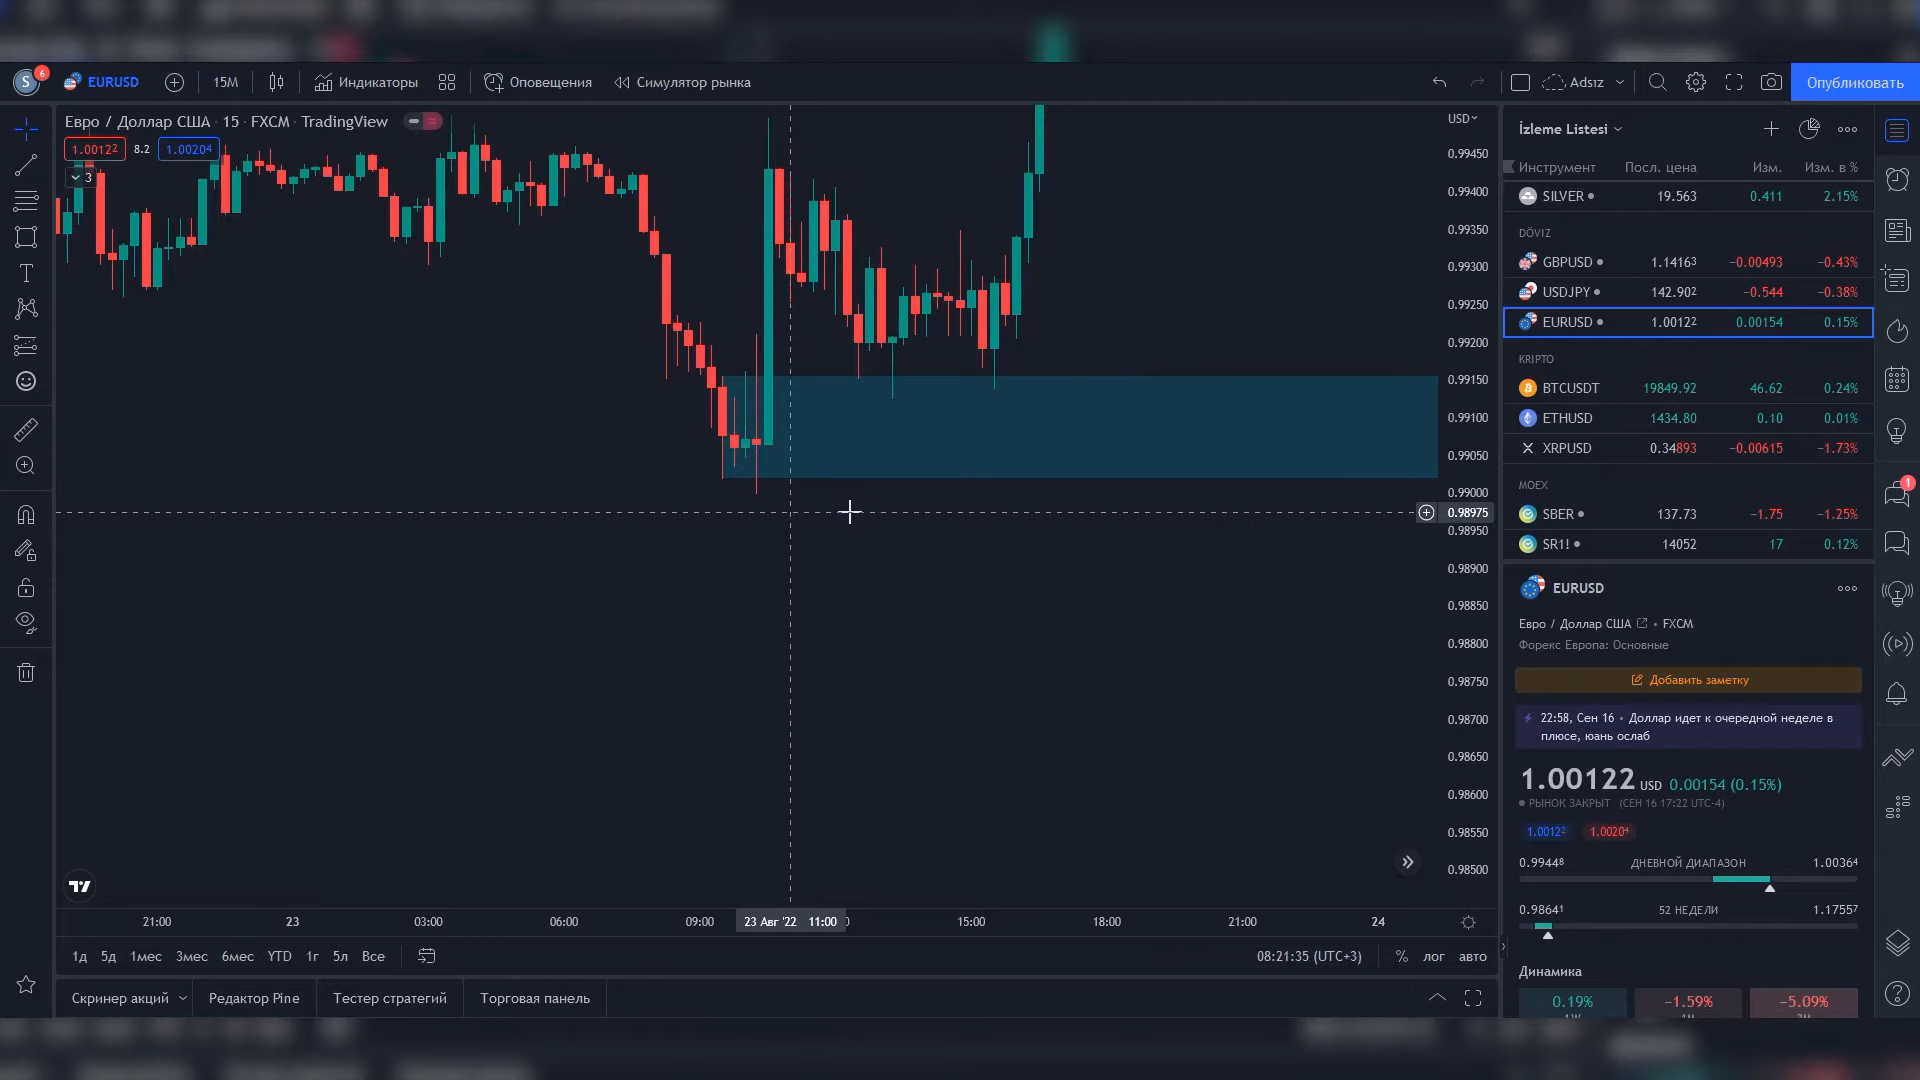 S 6 EURUSD 15M Индикаторы Оповещения Симулятор рынка Adsız Опубликовать
Евро / Доллар США · 15 · FXCM · TradingView
1.00122 8.2 1.00204
3
USD
0.99450
0.99400
0.99350
0.99300
0.99250
0.99200
0.99150
0.99100
0.99050
0.99000
0.98975
0.98950
0.98900
0.98850
0.98800
0.98750
0.98700
0.98650
0.98600
0.98550
0.98500
21:00 23 03:00 06:00 09:00 23 Авг '22 11:00 15:00 18:00 21:00 24
1д 5д 1мес 3мес 6мес YTD 1г 5л Все 08:21:35 (UTC+3) % лог авто
Скринер акций Редактор Pine Тестер стратегий Торговая панель
İzleme Listesi
Инструмент Посл. цена Изм. Изм. в %
SILVER 19.563 0.411 2.15%
DÖVIZ
GBPUSD 1.14163 −0.00493 −0.43%
USDJPY 142.902 −0.544 −0.38%
EURUSD 1.00122 0.00154 0.15%
KRIPTO
BTCUSDT 19849.92 46.62 0.24%
ETHUSD 1434.80 0.10 0.01%
XRPUSD 0.34893 −0.00615 −1.73%
MOEX
SBER 137.73 −1.75 −1.25%
SR1! 14052 17 0.12%
1
EURUSD
Евро / Доллар США • FXCM
Форекс Европа: Основные
Добавить заметку
22:58, Сен 16 • Доллар идет к очередной неделе в
плюсе, юань ослаб
1.00122 USD 0.00154 (0.15%)
РЫНОК ЗАКРЫТ (СЕН 16 17:22 UTC-4)
1.00122 1.00204
0.99448 ДНЕВНОЙ ДИАПАЗОН 1.00364
0.98641 52 НЕДЕЛИ 1.17557
Динамика
0.19% −1.59% −5.09%